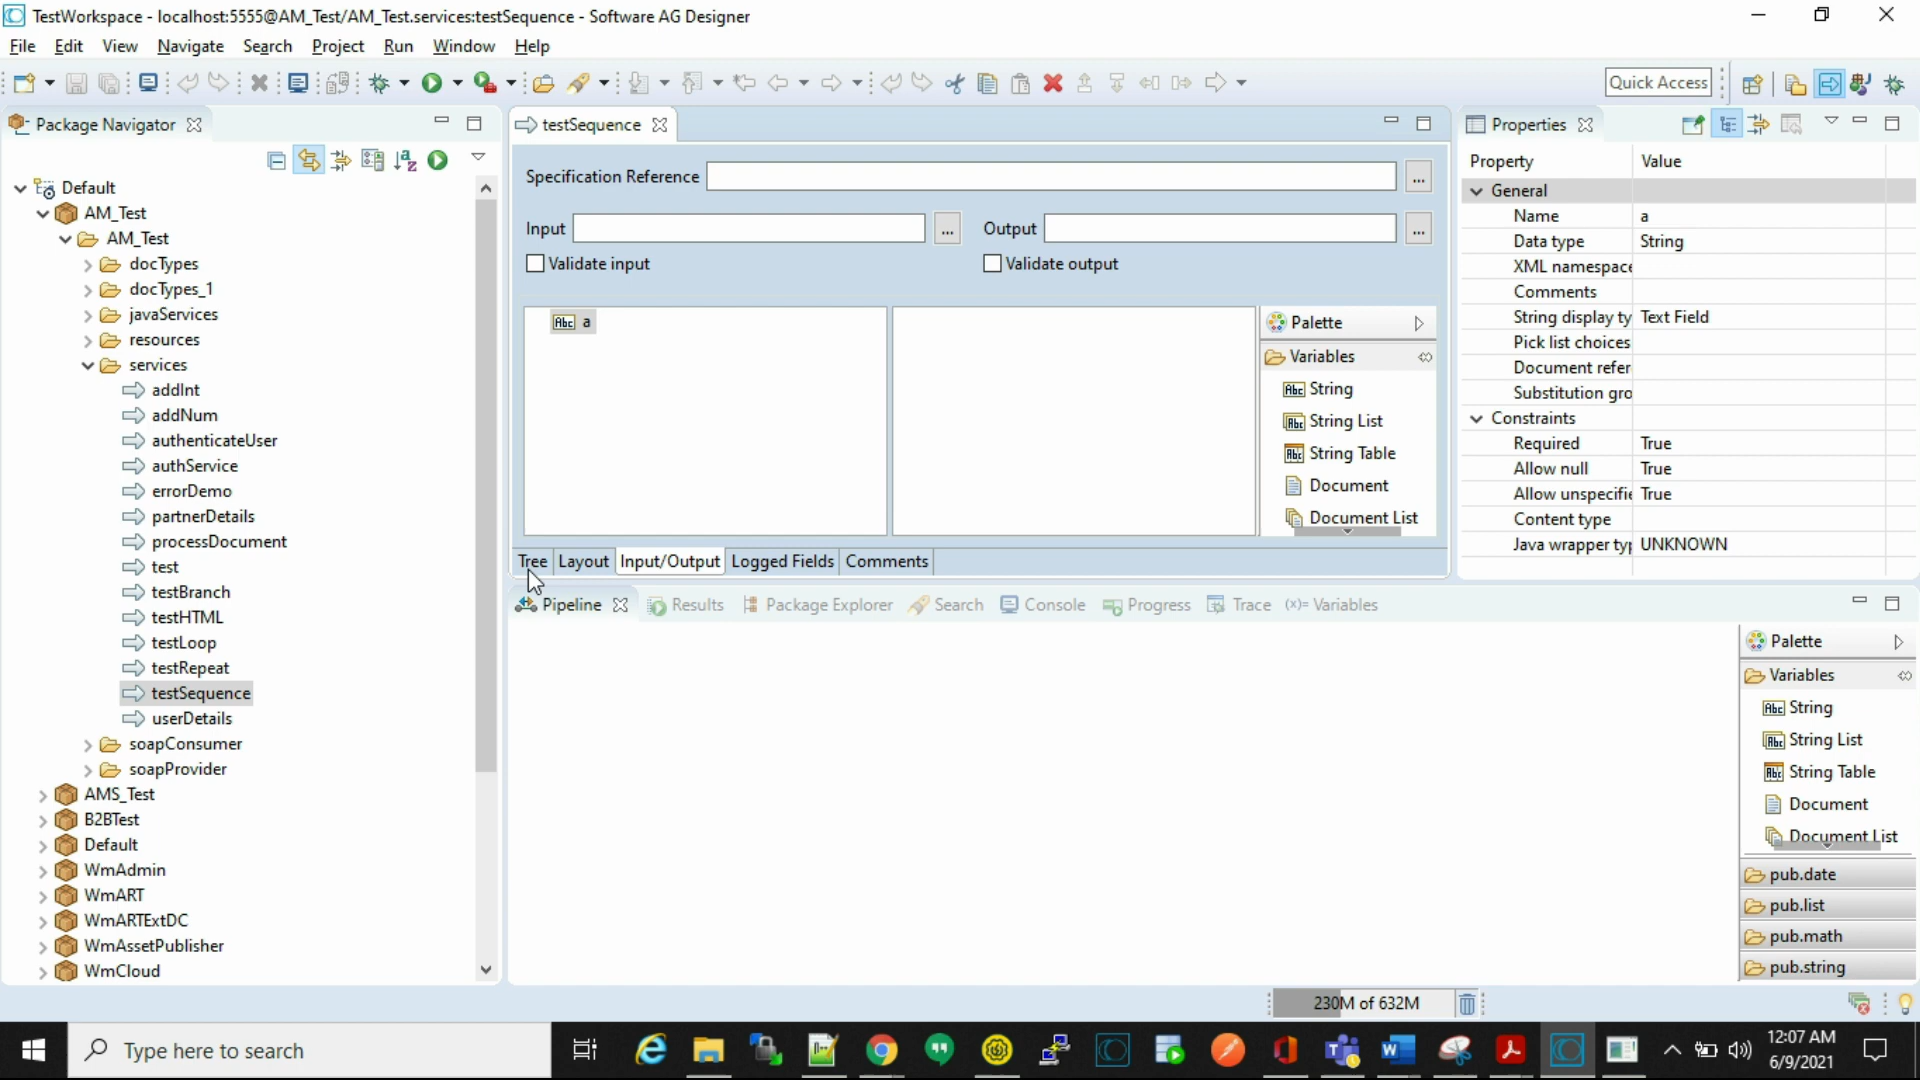 TestWorkspace - localhost:5555@AM_Test/AM_Test.services:testSequence - Software AG Designer
File Edit View Navigate Search Project Run Window Help
Quick Access
Package Navigator
Default
AM_Test
AM_Test
docTypes
docTypes_1
javaServices
resources
services
addInt
addNum
authenticateUser
authService
errorDemo
partnerDetails
processDocument
test
testBranch
testHTML
testLoop
testRepeat
testSequence
userDetails
soapConsumer
soapProvider
AMS_Test
B2BTest
Default
WmAdmin
WmART
WmARTExtDC
WmAssetPublisher
WmCloud
testSequence
Specification Reference ...
Input ... Output ...
Validate input Validate output
Abc a
Palette
Variables
String
String List
String Table
Document
Document List
Tree Layout Input/Output Logged Fields Comments
Properties
Property Value
General
Name a
Data type String
XML namespace
Comments
String display ty Text Field
Pick list choices
Document refer
Substitution gro
Constraints
Required True
Allow null True
Allow unspecifi True
Content type
Java wrapper typ UNKNOWN
Pipeline Results Package Explorer Search Console Progress Trace (x)= Variables
Palette
Variables
String
String List
String Table
Document
Document List
pub.date
pub.list
pub.math
pub.string
230M of 632M
Type here to search
12:07 AM
6/9/2021